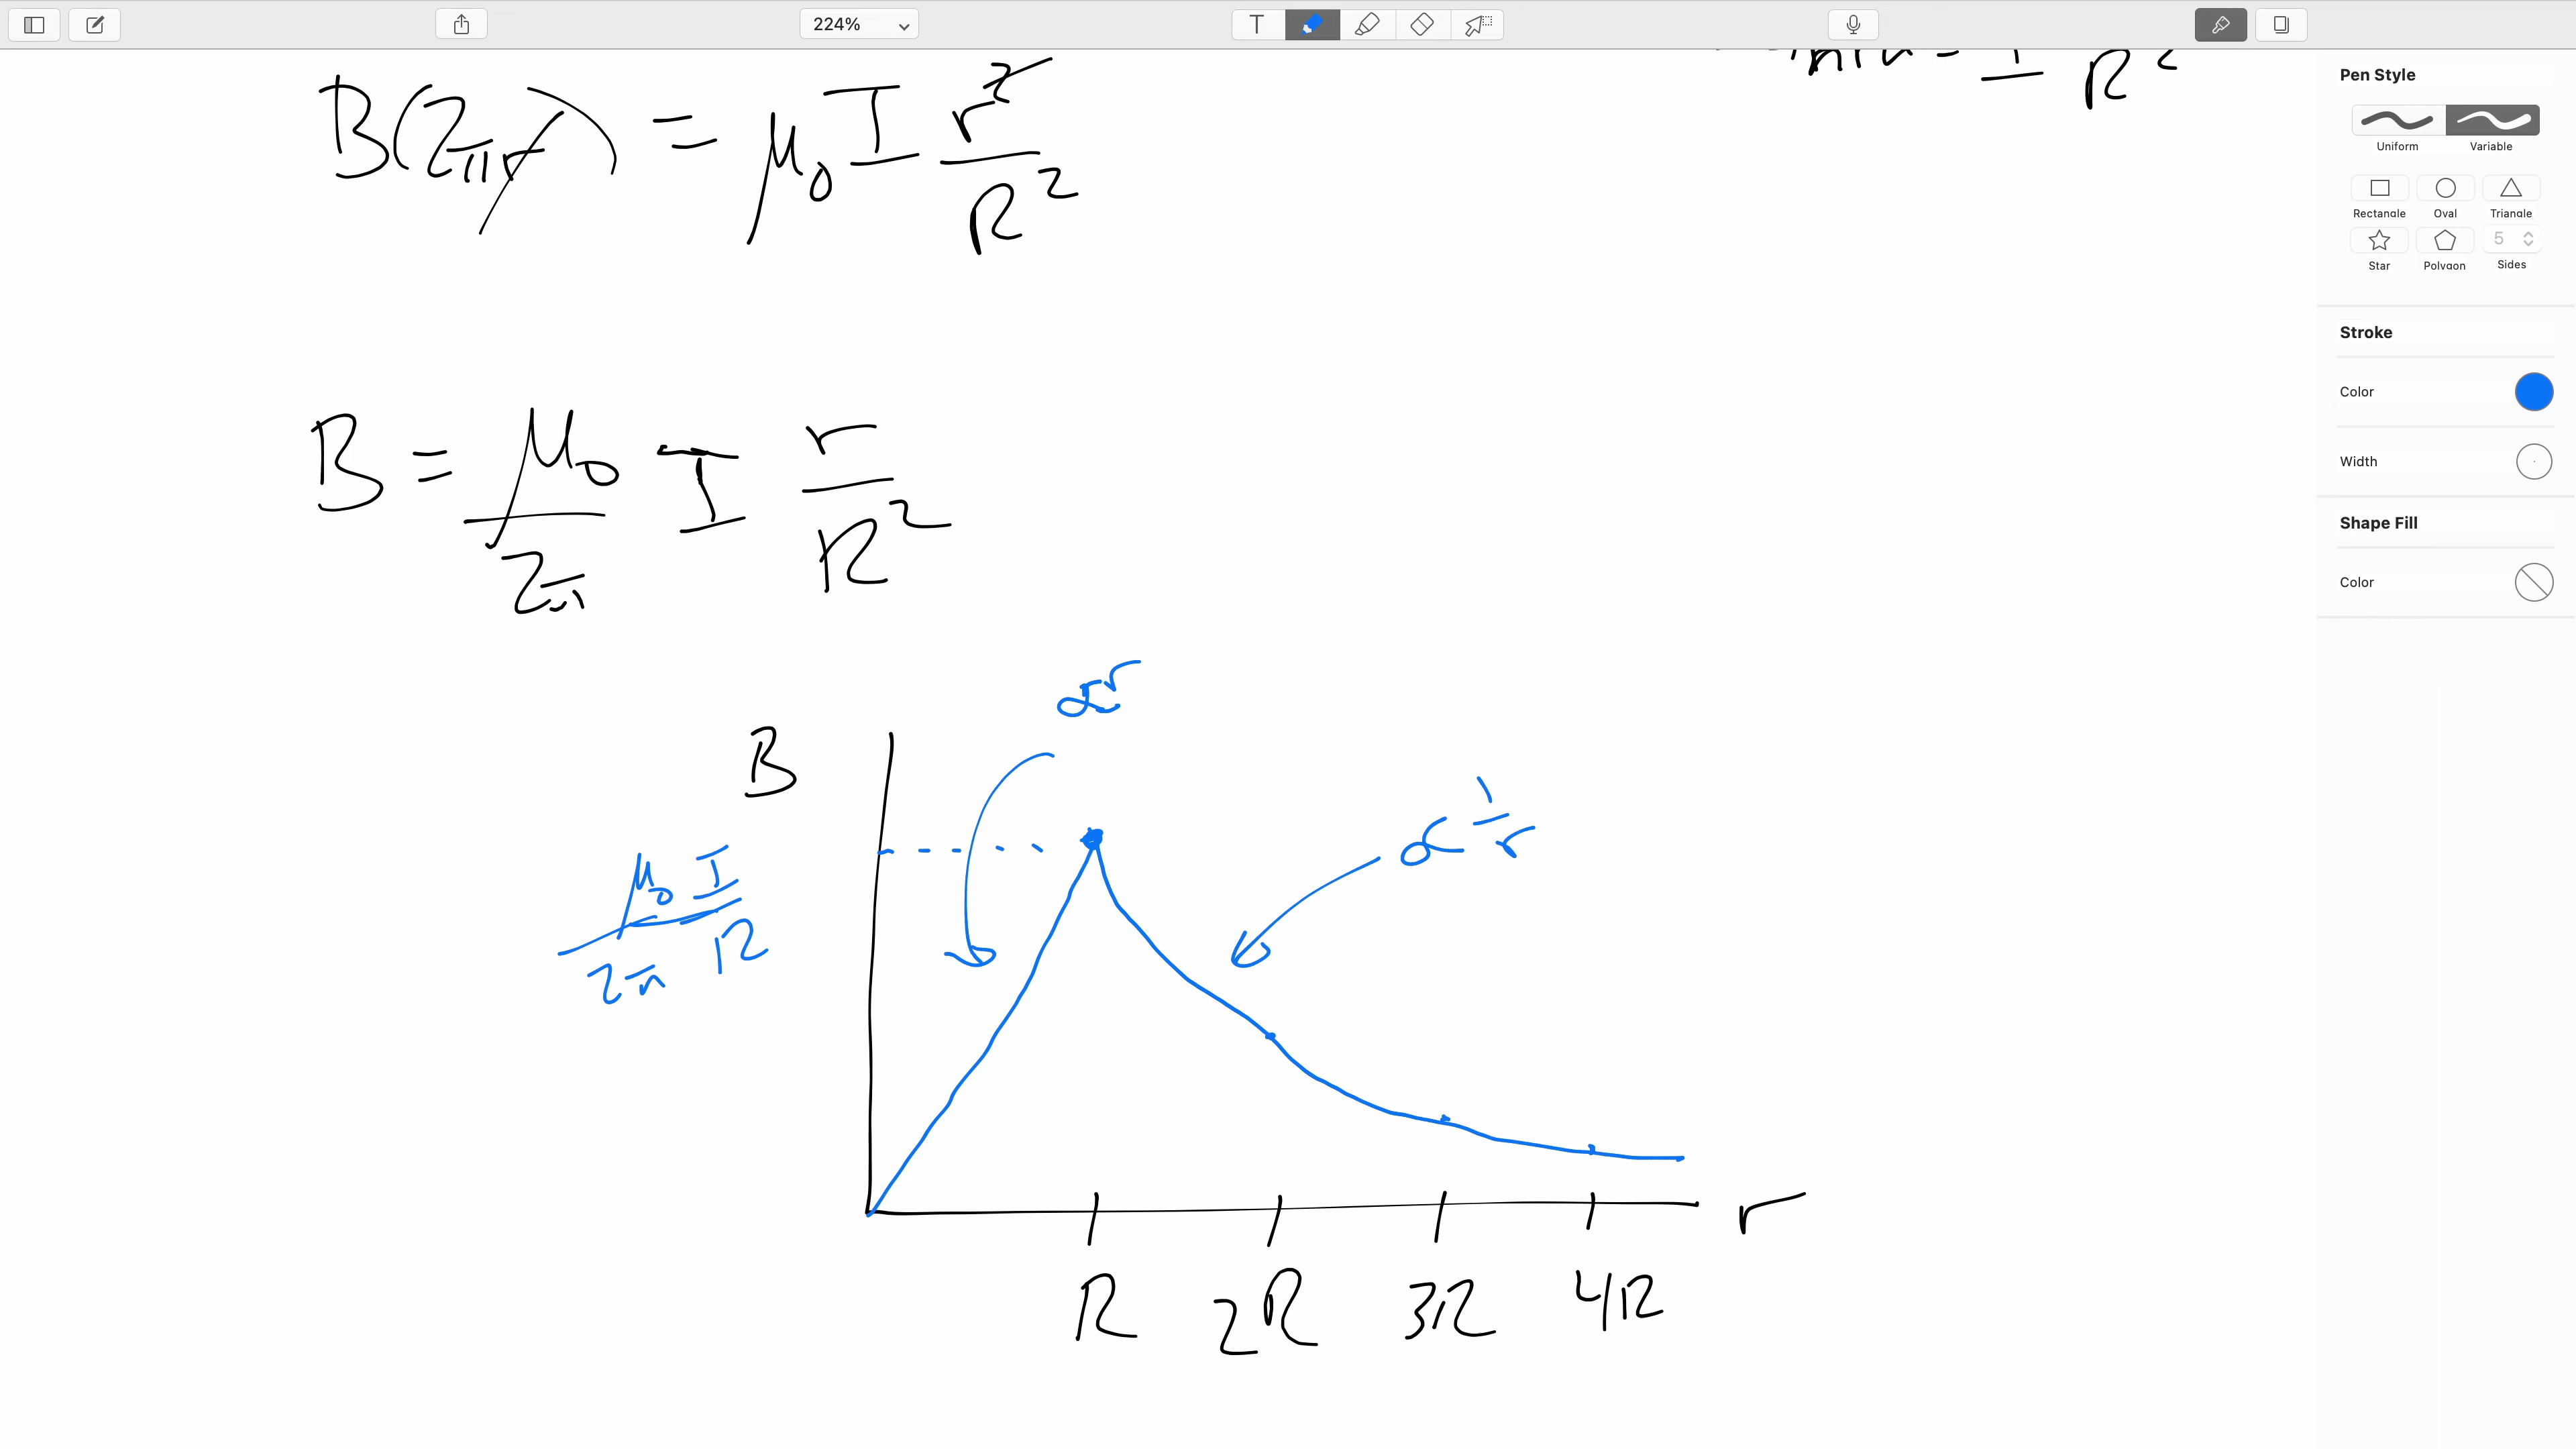 224%
T
B(2πr) = μ₀ I r² / R²
R²
B = μ₀ / 2π I r / R²
∝ r
B
∝ 1/r
μ₀ I / 2π R
r
R 2R 3R 4R
Pen Style
Uniform Variable
Rectangle Oval Triangle
5
Star Polygon Sides
Stroke
Color
Width
Shape Fill
Color